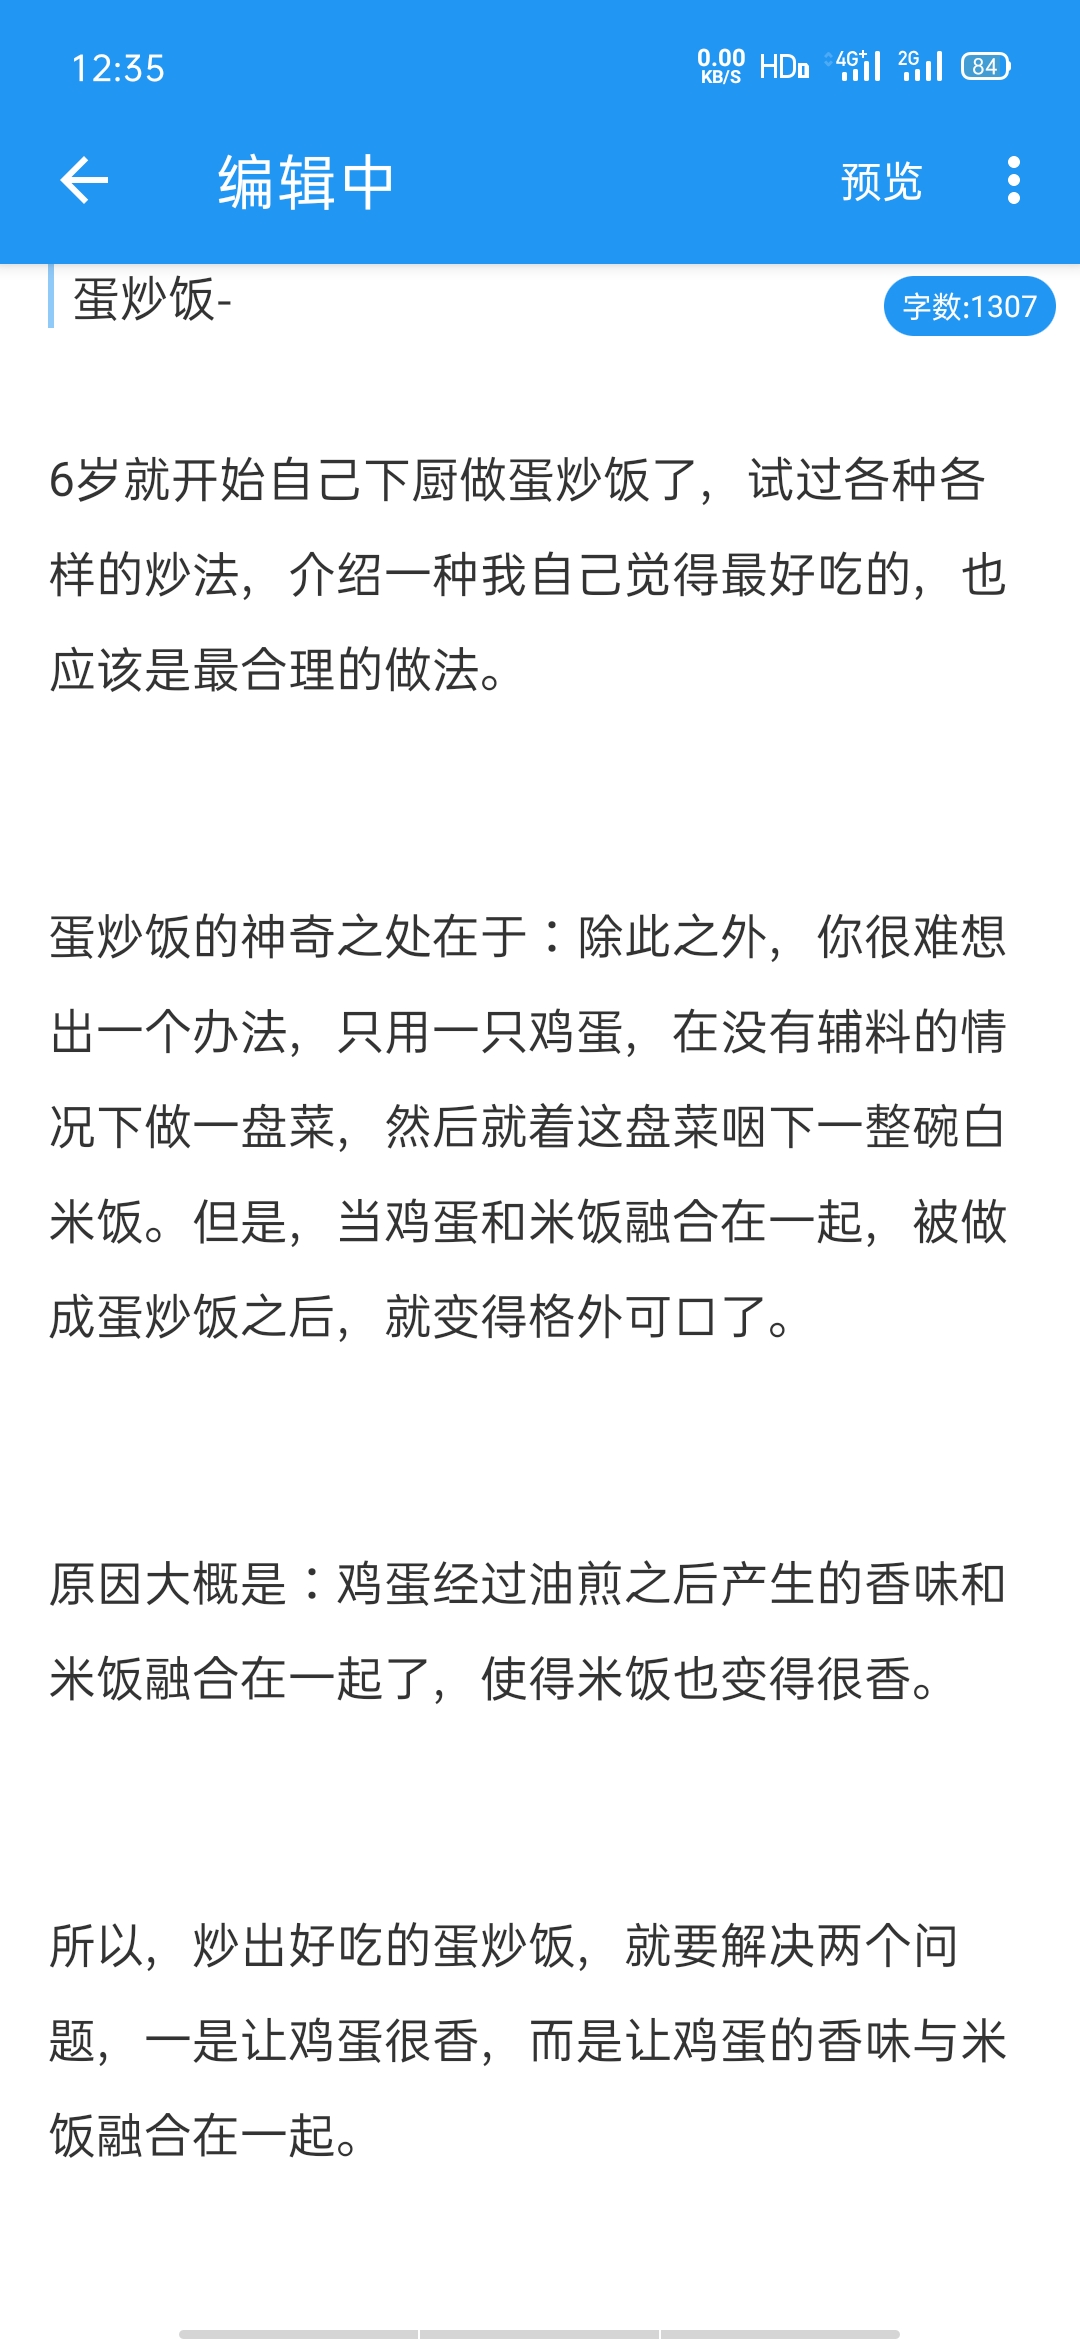 12:35
0.00 KB/S HD 4G+ 2G 84
编辑中 预览
蛋炒饭-
字数:1307
6岁就开始自己下厨做蛋炒饭了，试过各种各
样的炒法，介绍一种我自己觉得最好吃的，也
应该是最合理的做法。
蛋炒饭的神奇之处在于：除此之外，你很难想
出一个办法，只用一只鸡蛋，在没有辅料的情
况下做一盘菜，然后就着这盘菜咽下一整碗白
米饭。但是，当鸡蛋和米饭融合在一起，被做
成蛋炒饭之后，就变得格外可口了。
原因大概是：鸡蛋经过油煎之后产生的香味和
米饭融合在一起了，使得米饭也变得很香。
所以，炒出好吃的蛋炒饭，就要解决两个问
题，一是让鸡蛋很香，而是让鸡蛋的香味与米
饭融合在一起。